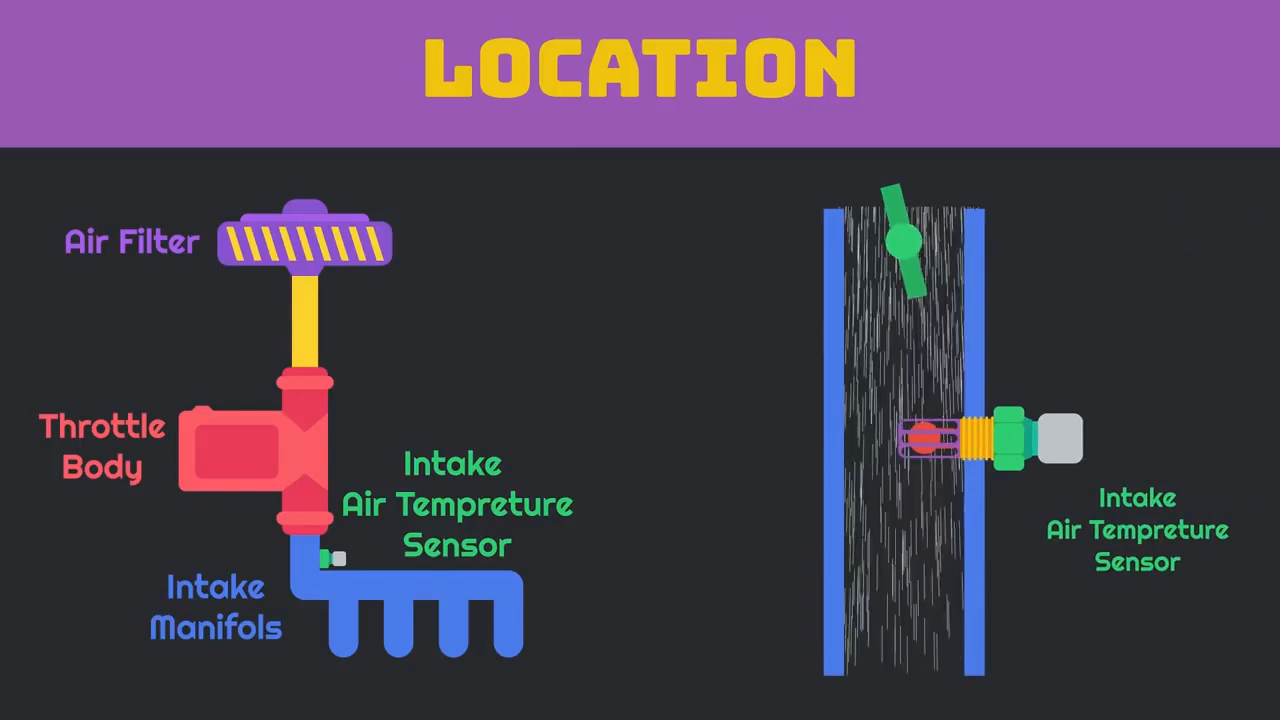 LOCATION
Air Filter
Throttle
Body
Intake
Air Tempreture
Sensor
Intake
Manifols
Intake
Air Tempreture
Sensor